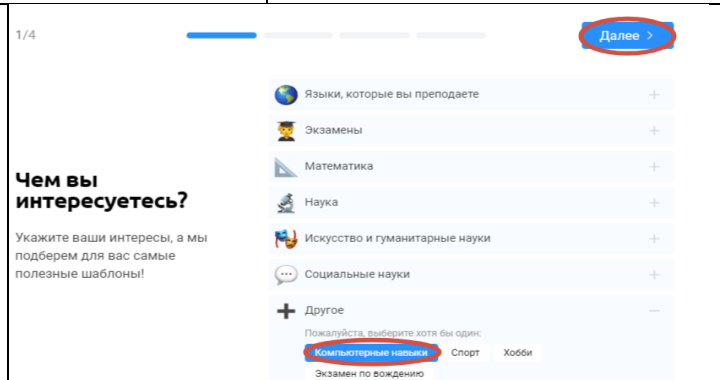 1/4
Далее >
Языки, которые вы преподаете
Экзамены
Математика
Чем вы
интересуетесь?
Наука
Укажите ваши интересы, а мы
подберем для вас самые
полезные шаблоны!
Искусство и гуманитарные науки
Социальные науки
Другое
Пожалуйста, выберите хотя бы один:
Компьютерные навыки Спорт Хобби
Экзамен по вождению